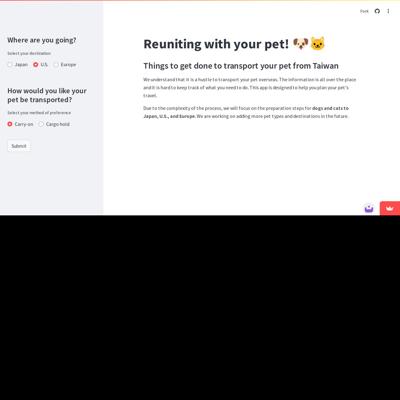 Fork
Where are you going?
Select your destination
Japan U.S. Europe
How would you like your
pet be transported?
Select your method of preference
Carry-on Cargo hold
Submit
Reuniting with your pet! 🐶🐱
Things to get done to transport your pet from Taiwan
We understand that it is a hustle to transport your pet overseas. The information is all over the place
and it is hard to keep track of what you need to do. This app is designed to help you plan your pet's
travel.
Due to the complexity of the process, we will focus on the preparation steps for dogs and cats to
Japan, U.S., and Europe. We are working on adding more pet types and destinations in the future.